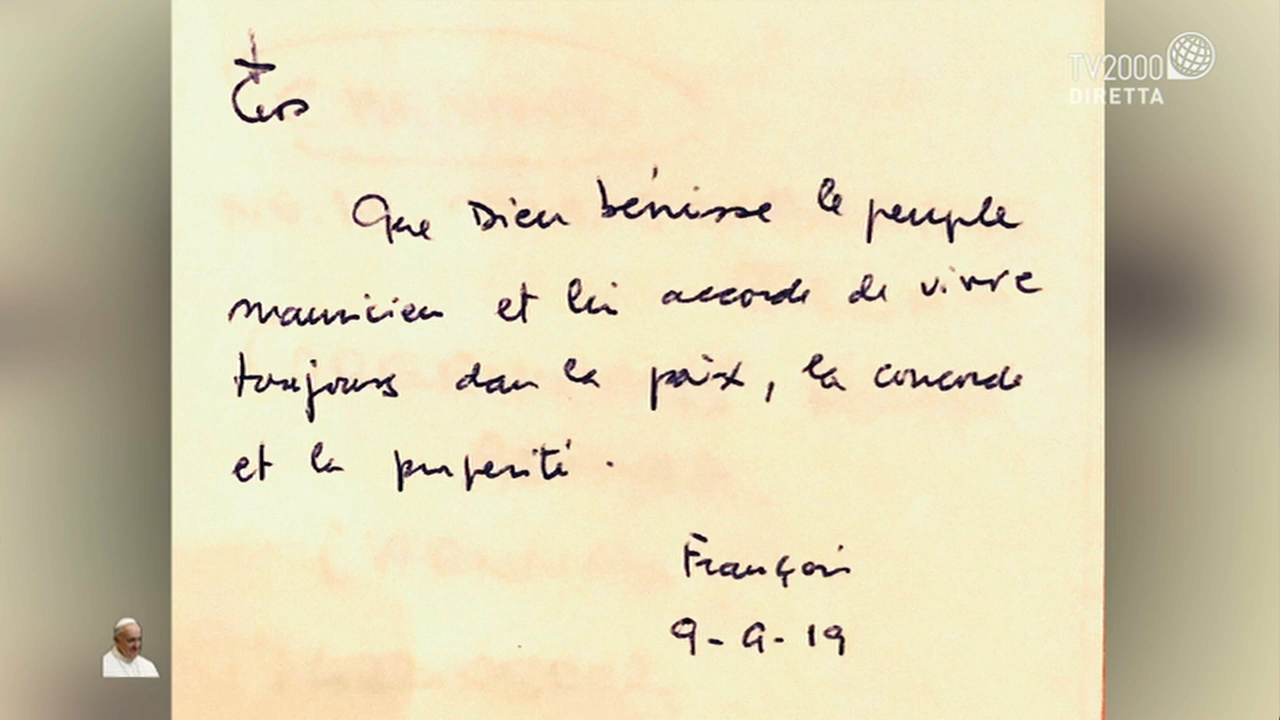 TV2000
DIRETTA
Que Dieu bénisse le peuple
mauricien et lui accorde de vivre
toujours dans la paix, la concorde
et la prosperité.
François
9-9-19